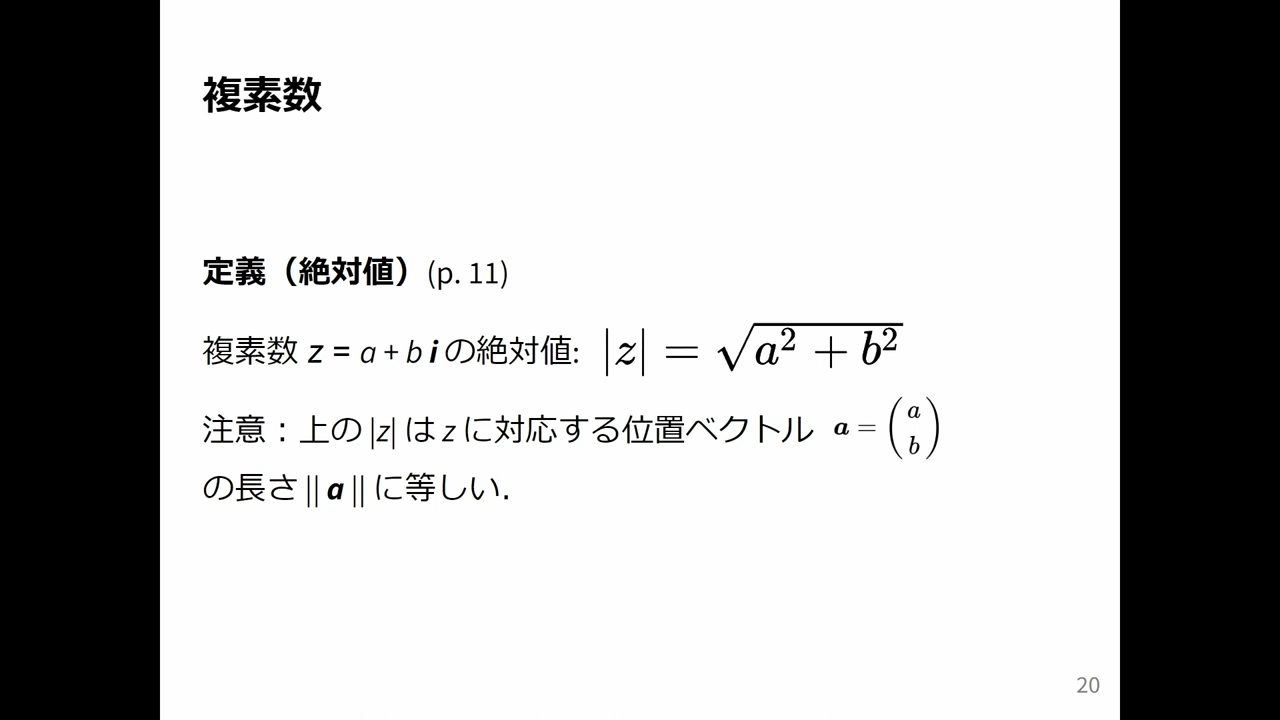 複素数
定義（絶対値）(p. 11)
複素数 z = a + b i の絶対値: |z| = √(a² + b²)
注意：上の |z| は z に対応する位置ベクトル a = (a b)
の長さ || a || に等しい.
20